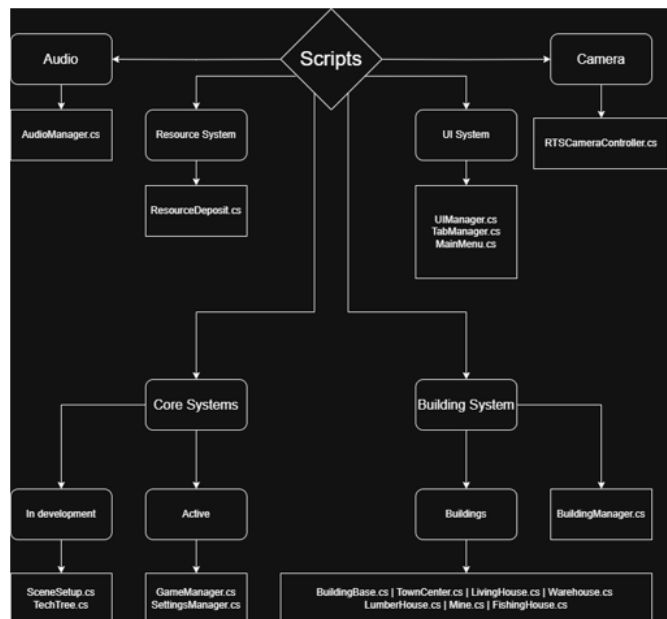 Scripts
Audio
Camera
AudioManager.cs
Resource System
UI System
RTSCameraController.cs
ResourceDeposit.cs
UIManager.cs
TabManager.cs
MainMenu.cs
Core Systems
Building System
In development
Active
Buildings
BuildingManager.cs
SceneSetup.cs
TechTree.cs
GameManager.cs
SettingsManager.cs
BuildingBase.cs | TownCenter.cs | LivingHouse.cs | Warehouse.cs
LumberHouse.cs | Mine.cs | FishingHouse.cs